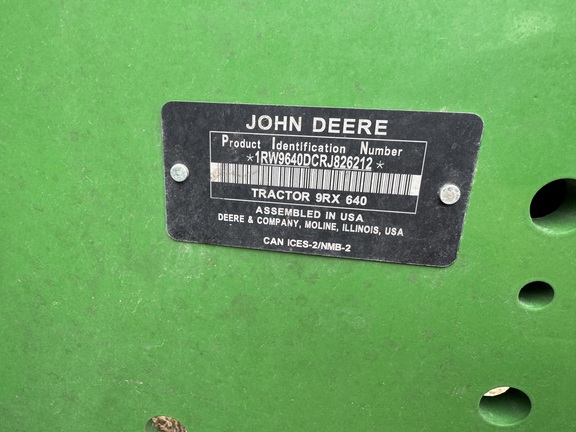 JOHN DEERE
Product Identification Number
*1RW9640DCRJ826212*
TRACTOR 9RX 640
ASSEMBLED IN USA
DEERE & COMPANY, MOLINE, ILLINOIS, USA
CAN ICES-2/NMB-2